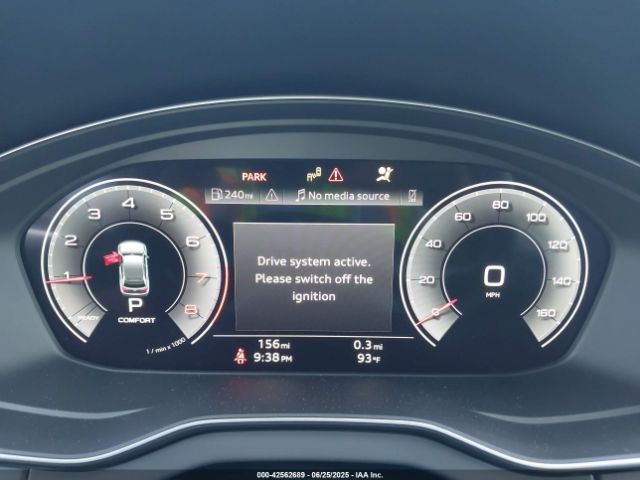 PARK
240mi
No media source
1 2 3 4 5 6 7 8
READY
P
COMFORT
1 / min x 1000
Drive system active.
Please switch off the
ignition
0 20 40 60 80 100 120 140 160
0
MPH
156mi 0.3mi
9:38PM 93°F
000-42562689 - 06/25/2025 - IAA Inc.